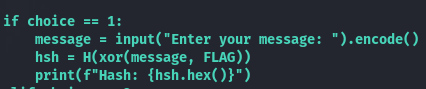 if choice == 1:
    message = input("Enter your message: ").encode()
    hsh = H(xor(message, FLAG))
    print(f"Hash: {hsh.hex()}")